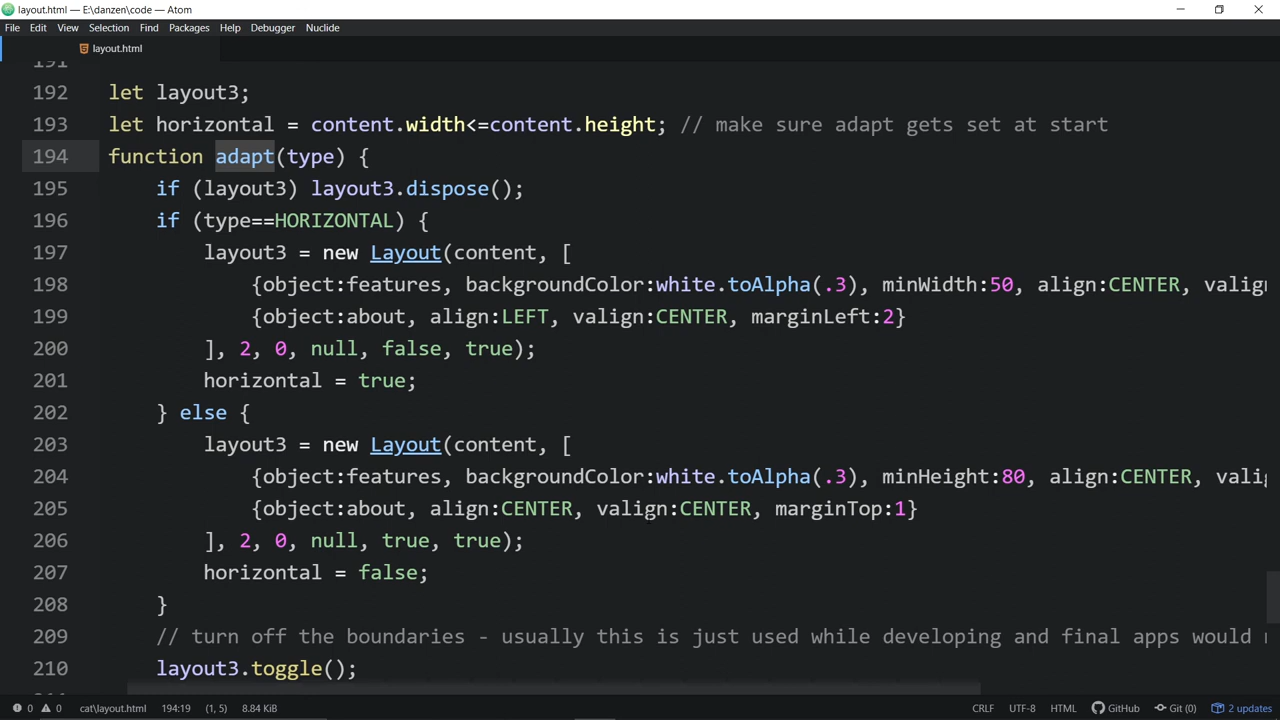 layout.html — E:\danzen\code — Atom
File Edit View Selection Find Packages Help Debugger Nuclide
layout.html
191
192 let layout3;
193 let horizontal = content.width<=content.height; // make sure adapt gets set at start
194 function adapt(type) {
195 if (layout3) layout3.dispose();
196 if (type==HORIZONTAL) {
197 layout3 = new Layout(content, [
198 {object:features, backgroundColor:white.toAlpha(.3), minWidth:50, align:CENTER, valign
199 {object:about, align:LEFT, valign:CENTER, marginLeft:2}
200 ], 2, 0, null, false, true);
201 horizontal = true;
202 } else {
203 layout3 = new Layout(content, [
204 {object:features, backgroundColor:white.toAlpha(.3), minHeight:80, align:CENTER, valig
205 {object:about, align:CENTER, valign:CENTER, marginTop:1}
206 ], 2, 0, null, true, true);
207 horizontal = false;
208 }
209 // turn off the boundaries - usually this is just used while developing and final apps would
210 layout3.toggle();
0 0 cat\layout.html 194:19 (1, 5) 8.84 KiB CRLF UTF-8 HTML GitHub Git (0) 2 updates